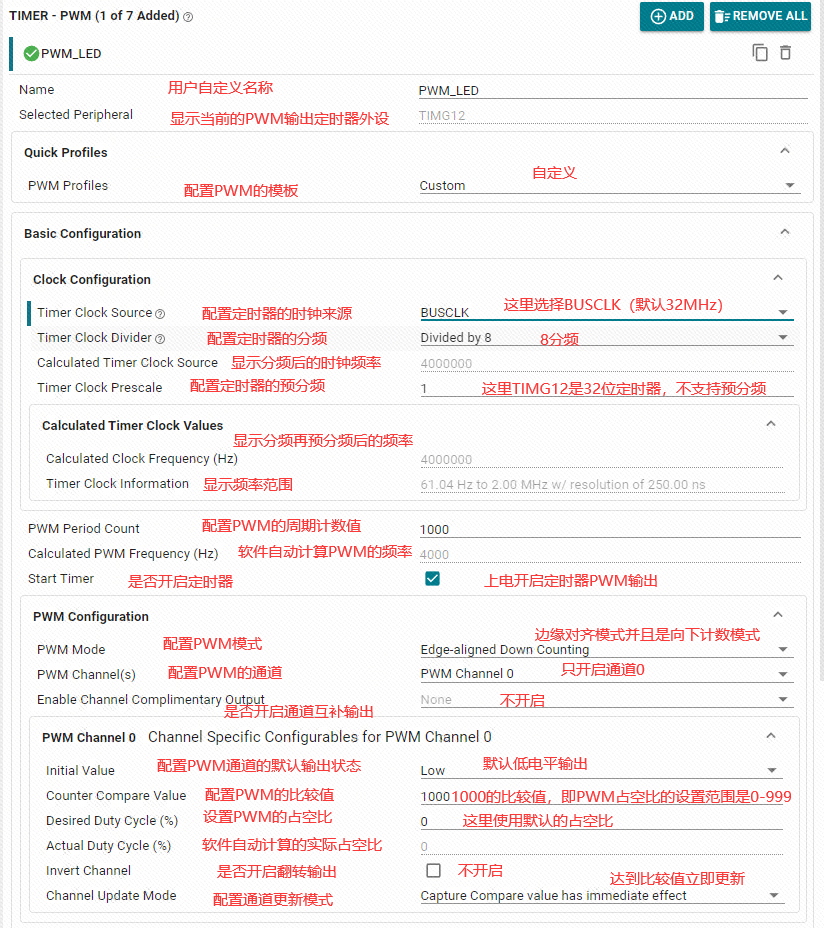 TIMER - PWM (1 of 7 Added)
ADD
REMOVE ALL
PWM_LED
Name 用户自定义名称 PWM_LED
Selected Peripheral 显示当前的PWM输出定时器外设 TIMG12
Quick Profiles
PWM Profiles 配置PWM的模板 Custom 自定义
Basic Configuration
Clock Configuration
Timer Clock Source 配置定时器的时钟来源 BUSCLK 这里选择BUSCLK（默认32MHz）
Timer Clock Divider 配置定时器的分频 Divided by 8 8分频
Calculated Timer Clock Source 显示分频后的时钟频率 4000000
Timer Clock Prescale 配置定时器的预分频 1 这里TIMG12是32位定时器，不支持预分频
Calculated Timer Clock Values
显示分频再预分频后的频率
Calculated Clock Frequency (Hz) 4000000
Timer Clock Information 显示频率范围 61.04 Hz to 2.00 MHz w/ resolution of 250.00 ns
PWM Period Count 配置PWM的周期计数值 1000
Calculated PWM Frequency (Hz) 软件自动计算PWM的频率 4000
Start Timer 是否开启定时器 上电开启定时器PWM输出
PWM Configuration
PWM Mode 配置PWM模式 Edge-aligned Down Counting 边缘对齐模式并且是向下计数模式
PWM Channel(s) 配置PWM的通道 PWM Channel 0 只开启通道0
Enable Channel Complimentary Output 是否开启通道互补输出 None 不开启
PWM Channel 0 Channel Specific Configurables for PWM Channel 0
Initial Value 配置PWM通道的默认输出状态 Low 默认低电平输出
Counter Compare Value 配置PWM的比较值 1000 1000的比较值，即PWM占空比的设置范围是0-999
Desired Duty Cycle (%) 设置PWM的占空比 0 这里使用默认的占空比
Actual Duty Cycle (%) 软件自动计算的实际占空比 0
Invert Channel 是否开启翻转输出 不开启
Channel Update Mode 配置通道更新模式 Capture Compare value has immediate effect 达到比较值立即更新